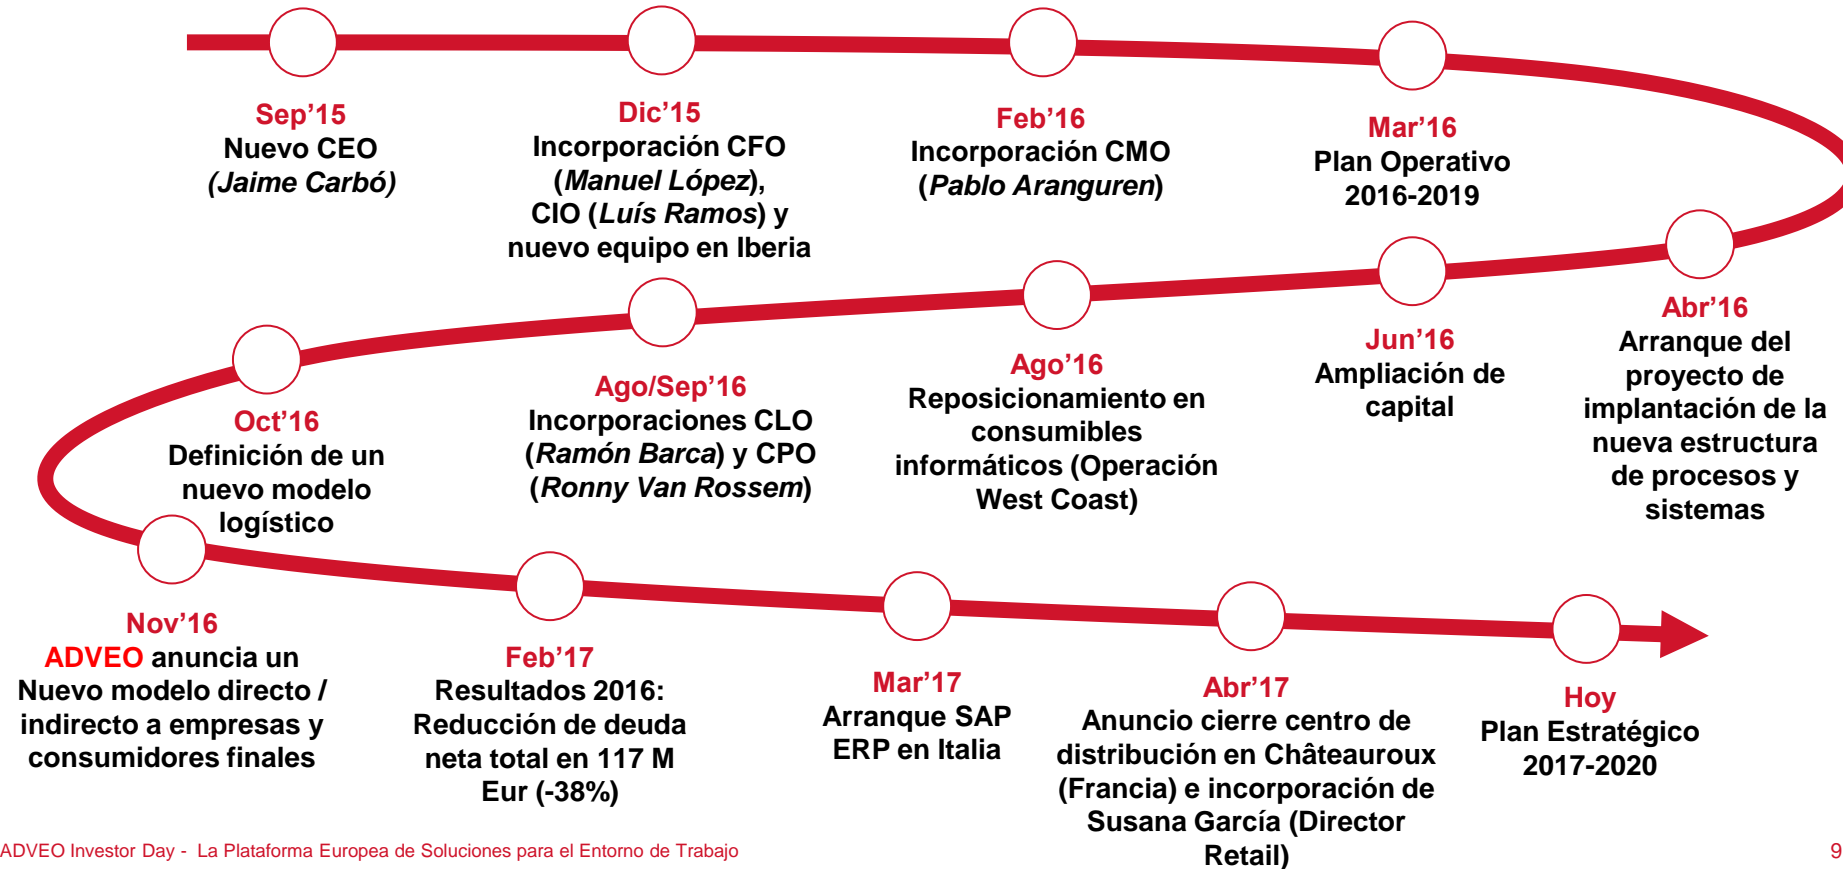 Sep’15
Nuevo CEO
(Jaime Carbó)
Dic’15
Incorporación CFO
(Manuel López),
CIO (Luís Ramos) y
nuevo equipo en Iberia
Feb’16
Incorporación CMO
(Pablo Aranguren)
Mar’16
Plan Operativo
2016-2019
Abr’16
Arranque del
proyecto de
implantación de la
nueva estructura
de procesos y
sistemas
Jun’16
Ampliación de
capital
Ago’16
Reposicionamiento en
consumibles
informáticos (Operación
West Coast)
Ago/Sep’16
Incorporaciones CLO
(Ramón Barca) y CPO
(Ronny Van Rossem)
Oct’16
Definición de un
nuevo modelo
logístico
Nov’16
ADVEO anuncia un
Nuevo modelo directo /
indirecto a empresas y
consumidores finales
Feb’17
Resultados 2016:
Reducción de deuda
neta total en 117 M
Eur (-38%)
Mar’17
Arranque SAP
ERP en Italia
Abr’17
Anuncio cierre centro de
distribución en Châteauroux
(Francia) e incorporación de
Susana García (Director
Retail)
Hoy
Plan Estratégico
2017-2020
ADVEO Investor Day - La Plataforma Europea de Soluciones para el Entorno de Trabajo
9